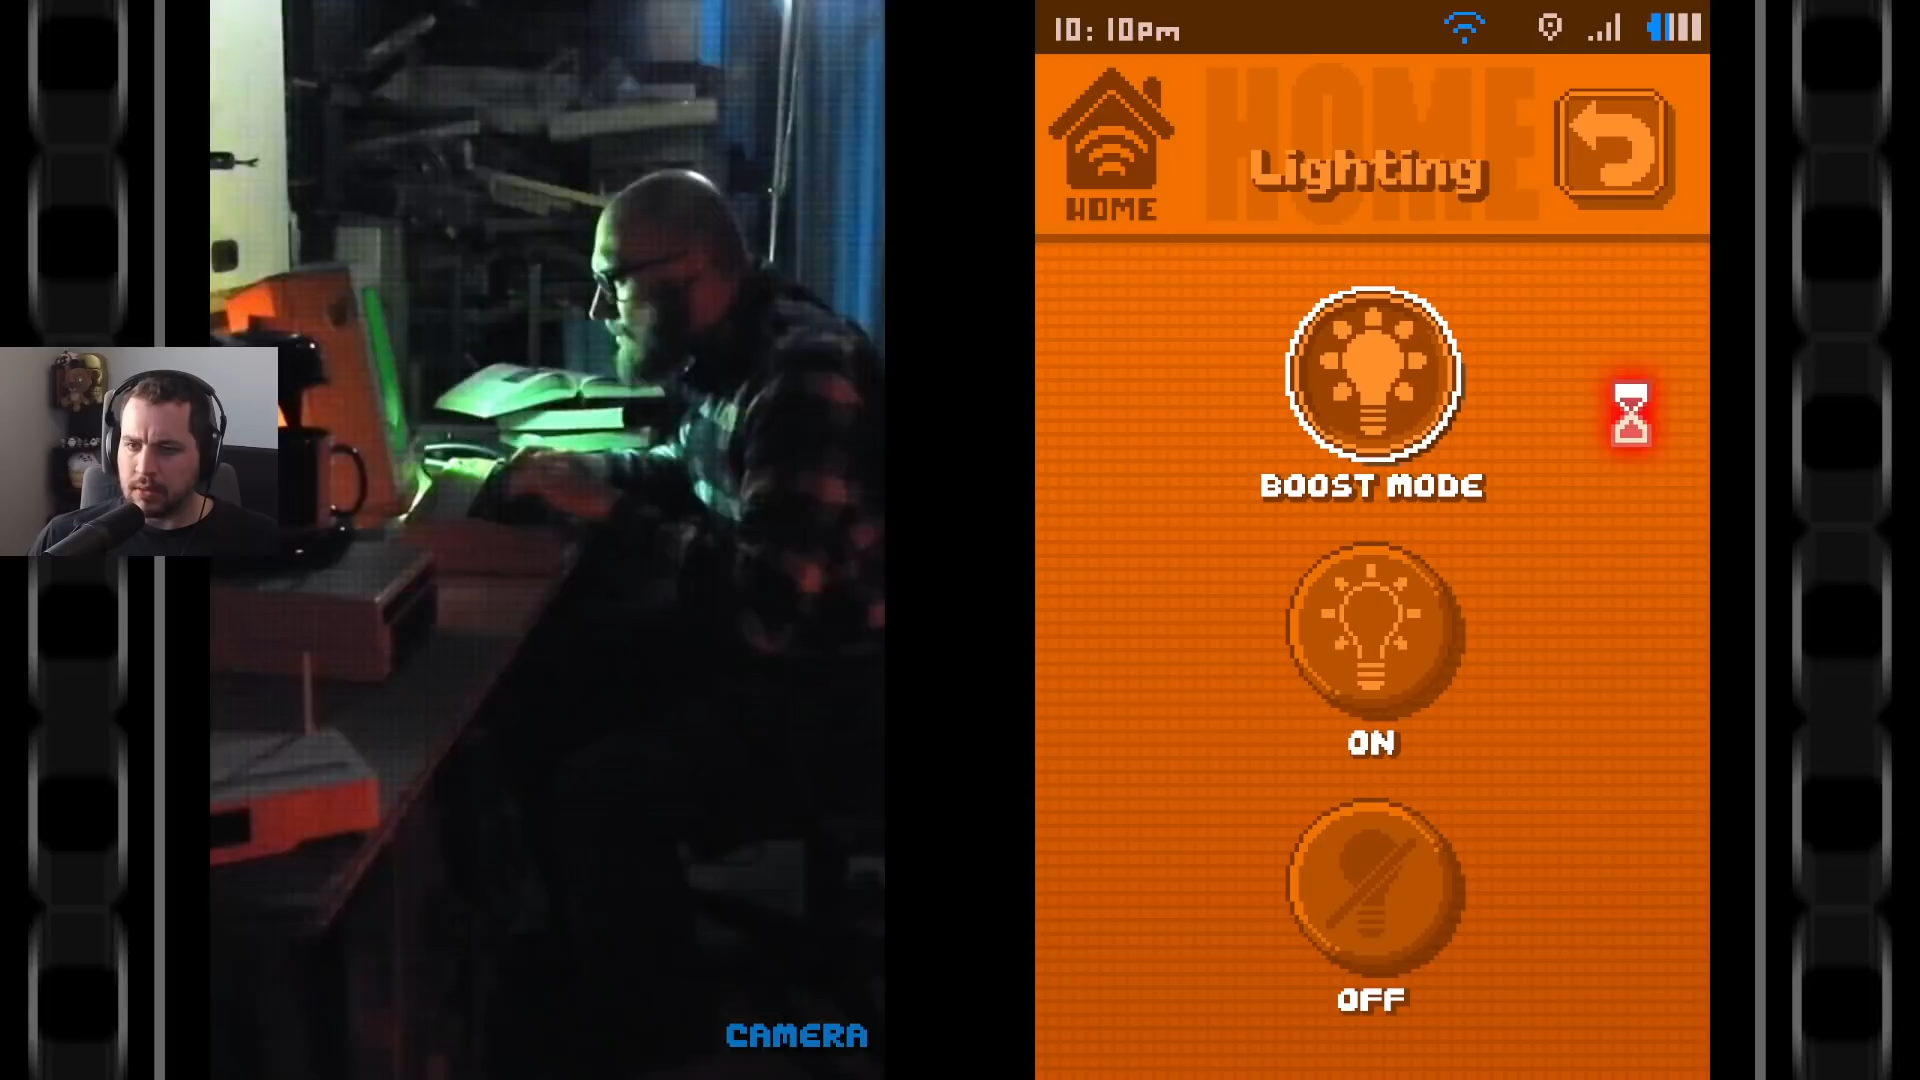 10:10pm
HOME
Lighting
HOME
BOOST MODE
ON
OFF
CAMERA